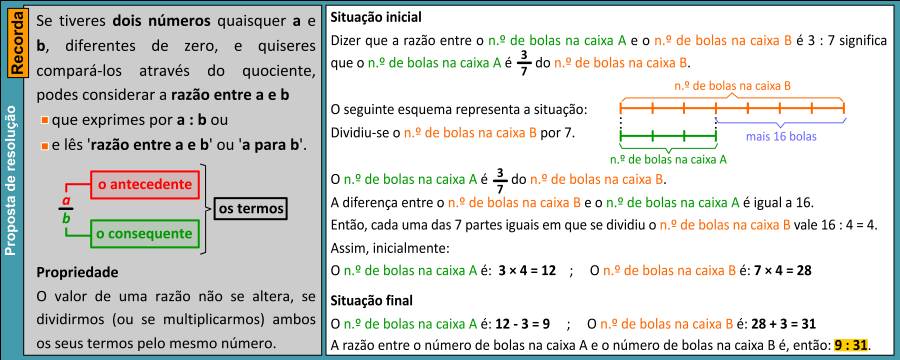 Recorda
Proposta de resolução
Se tiveres dois números quaisquer a e
b, diferentes de zero, e quiseres
compará-los através do quociente,
podes considerar a razão entre a e b
que exprimes por a : b ou
e lês 'razão entre a e b' ou 'a para b'.
a
b
o antecedente
o consequente
os termos
Propriedade
O valor de uma razão não se altera, se
dividirmos (ou se multiplicarmos) ambos
os seus termos pelo mesmo número.
Situação inicial
Dizer que a razão entre o n.º de bolas na caixa A e o n.º de bolas na caixa B é 3 : 7 significa
que o n.º de bolas na caixa A é 3/7 do n.º de bolas na caixa B.
n.º de bolas na caixa B
O seguinte esquema representa a situação:
Dividiu-se o n.º de bolas na caixa B por 7.
mais 16 bolas
n.º de bolas na caixa A
O n.º de bolas na caixa A é 3/7 do n.º de bolas na caixa B.
A diferença entre o n.º de bolas na caixa B e o n.º de bolas na caixa A é igual a 16.
Então, cada uma das 7 partes iguais em que se dividiu o n.º de bolas na caixa B vale 16 : 4 = 4.
Assim, inicialmente:
O n.º de bolas na caixa A é: 3 × 4 = 12 ; O n.º de bolas na caixa B é: 7 × 4 = 28
Situação final
O n.º de bolas na caixa A é: 12 - 3 = 9 ; O n.º de bolas na caixa B é: 28 + 3 = 31
A razão entre o número de bolas na caixa A e o número de bolas na caixa B é, então: 9 : 31.